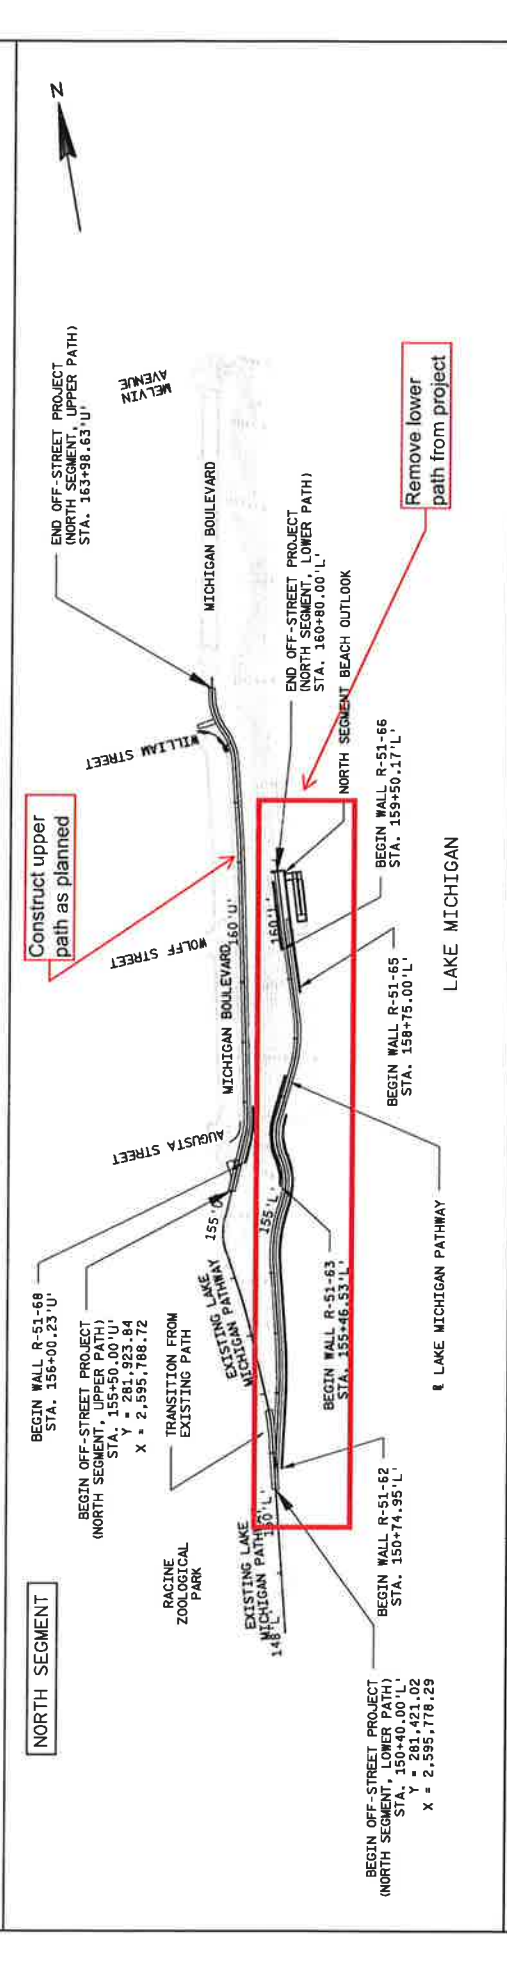 NORTH SEGMENT
BEGIN WALL R-51-68
STA. 156+00.23'U'
BEGIN OFF-STREET PROJECT
(NORTH SEGMENT, UPPER PATH)
STA. 155+50.00'U'
Y = 281,923.84
X = 2,595,788.72
TRANSITION FROM
EXISTING PATH
RACINE
ZOOLOGICAL
PARK
EXISTING LAKE
MICHIGAN PATHWAY
148'L'
150'L'
EXISTING LAKE
MICHIGAN PATHWAY
155'U'
155'L'
AUGUSTA STREET
MICHIGAN BOULEVARD
160'U'
160'L'
WOLFF STREET
WILLIAM STREET
Construct upper
path as planned
MICHIGAN BOULEVARD
MELVIN
AVENUE
END OFF-STREET PROJECT
(NORTH SEGMENT, UPPER PATH)
STA. 163+98.63'U'
N
BEGIN OFF-STREET PROJECT
(NORTH SEGMENT, LOWER PATH)
STA. 150+40.00'L'
Y = 281,421.02
X = 2,595,778.29
BEGIN WALL R-51-62
STA. 150+74.95'L'
BEGIN WALL R-51-63
STA. 155+46.53'L'
LAKE MICHIGAN PATHWAY
BEGIN WALL R-51-65
STA. 158+75.00'L'
BEGIN WALL R-51-66
STA. 159+50.17'L'
LAKE MICHIGAN
NORTH SEGMENT BEACH OUTLOOK
END OFF-STREET PROJECT
(NORTH SEGMENT, LOWER PATH)
STA. 160+80.00'L'
Remove lower
path from project